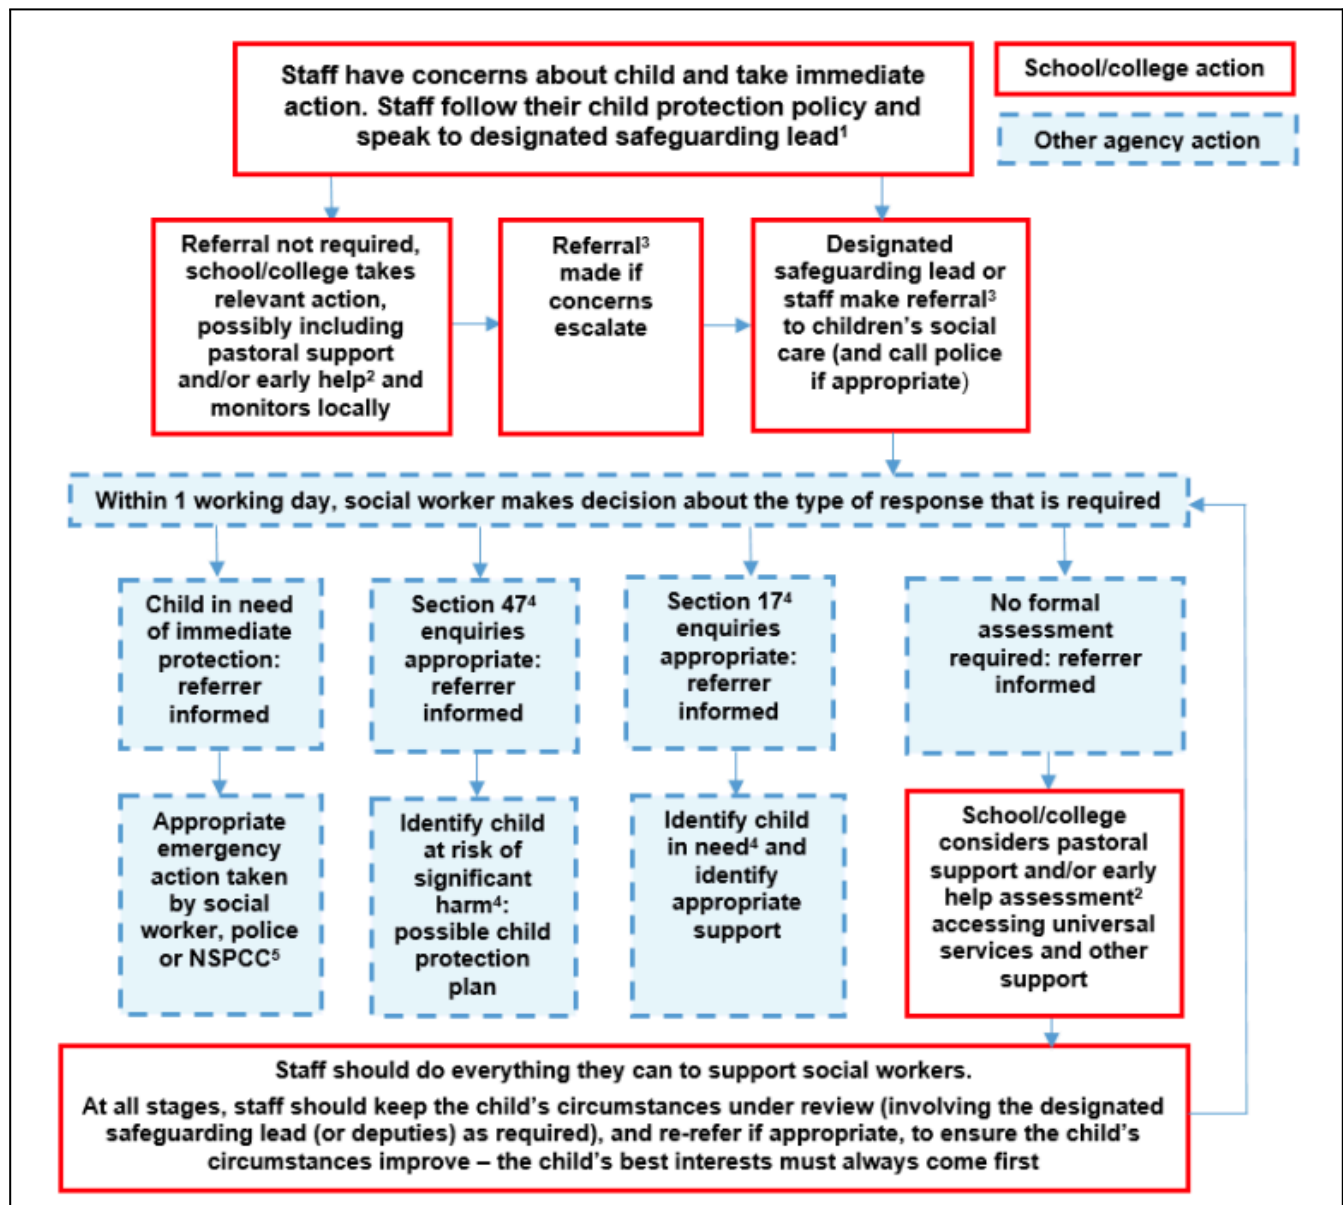 Staff have concerns about child and take immediate
action. Staff follow their child protection policy and
speak to designated safeguarding lead¹
School/college action
Other agency action
Referral not required,
school/college takes
relevant action,
possibly including
pastoral support
and/or early help² and
monitors locally
Referral³
made if
concerns
escalate
Designated
safeguarding lead or
staff make referral³
to children's social
care (and call police
if appropriate)
Within 1 working day, social worker makes decision about the type of response that is required
Child in need
of immediate
protection:
referrer
informed
Section 47⁴
enquiries
appropriate:
referrer
informed
Section 17⁴
enquiries
appropriate:
referrer
informed
No formal
assessment
required: referrer
informed
Appropriate
emergency
action taken
by social
worker, police
or NSPCC⁵
Identify child
at risk of
significant
harm⁴:
possible child
protection
plan
Identify child
in need⁴ and
identify
appropriate
support
School/college
considers pastoral
support and/or early
help assessment²
accessing universal
services and other
support
Staff should do everything they can to support social workers.
At all stages, staff should keep the child's circumstances under review (involving the designated
safeguarding lead (or deputies) as required), and re-refer if appropriate, to ensure the child's
circumstances improve – the child's best interests must always come first